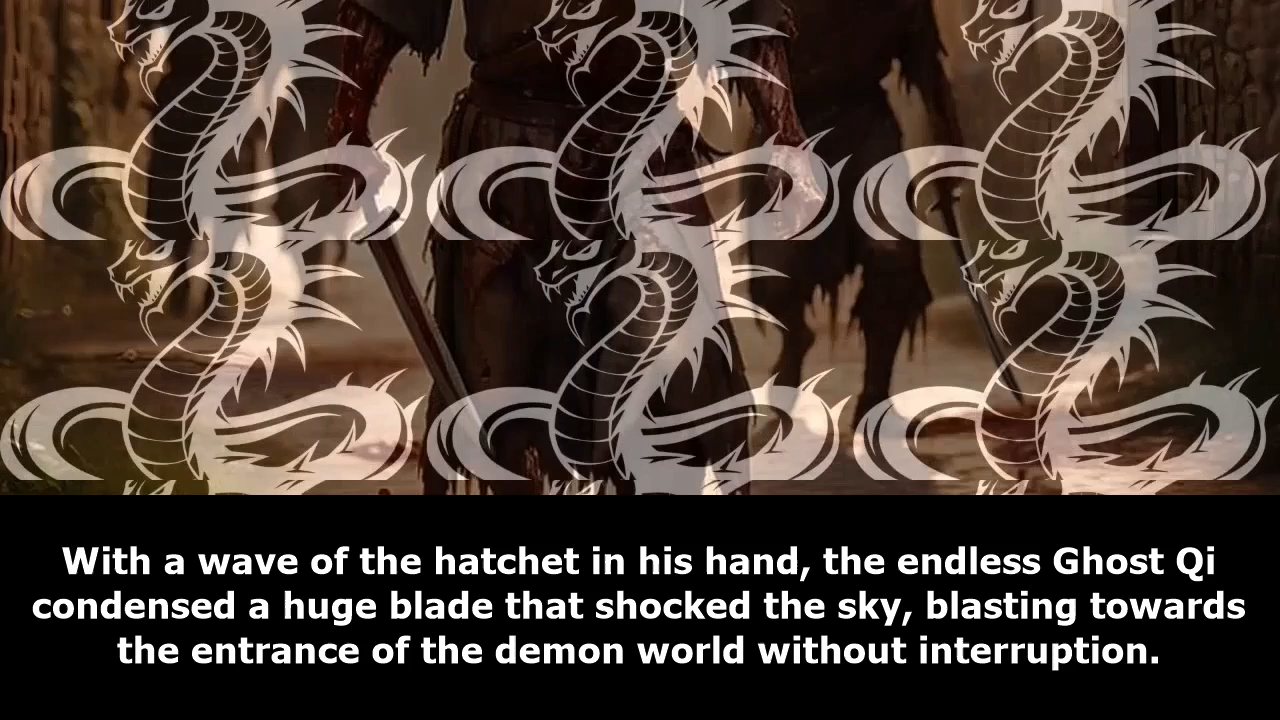 With a wave of the hatchet in his hand, the endless Ghost Qi
condensed a huge blade that shocked the sky, blasting towards
the entrance of the demon world without interruption.